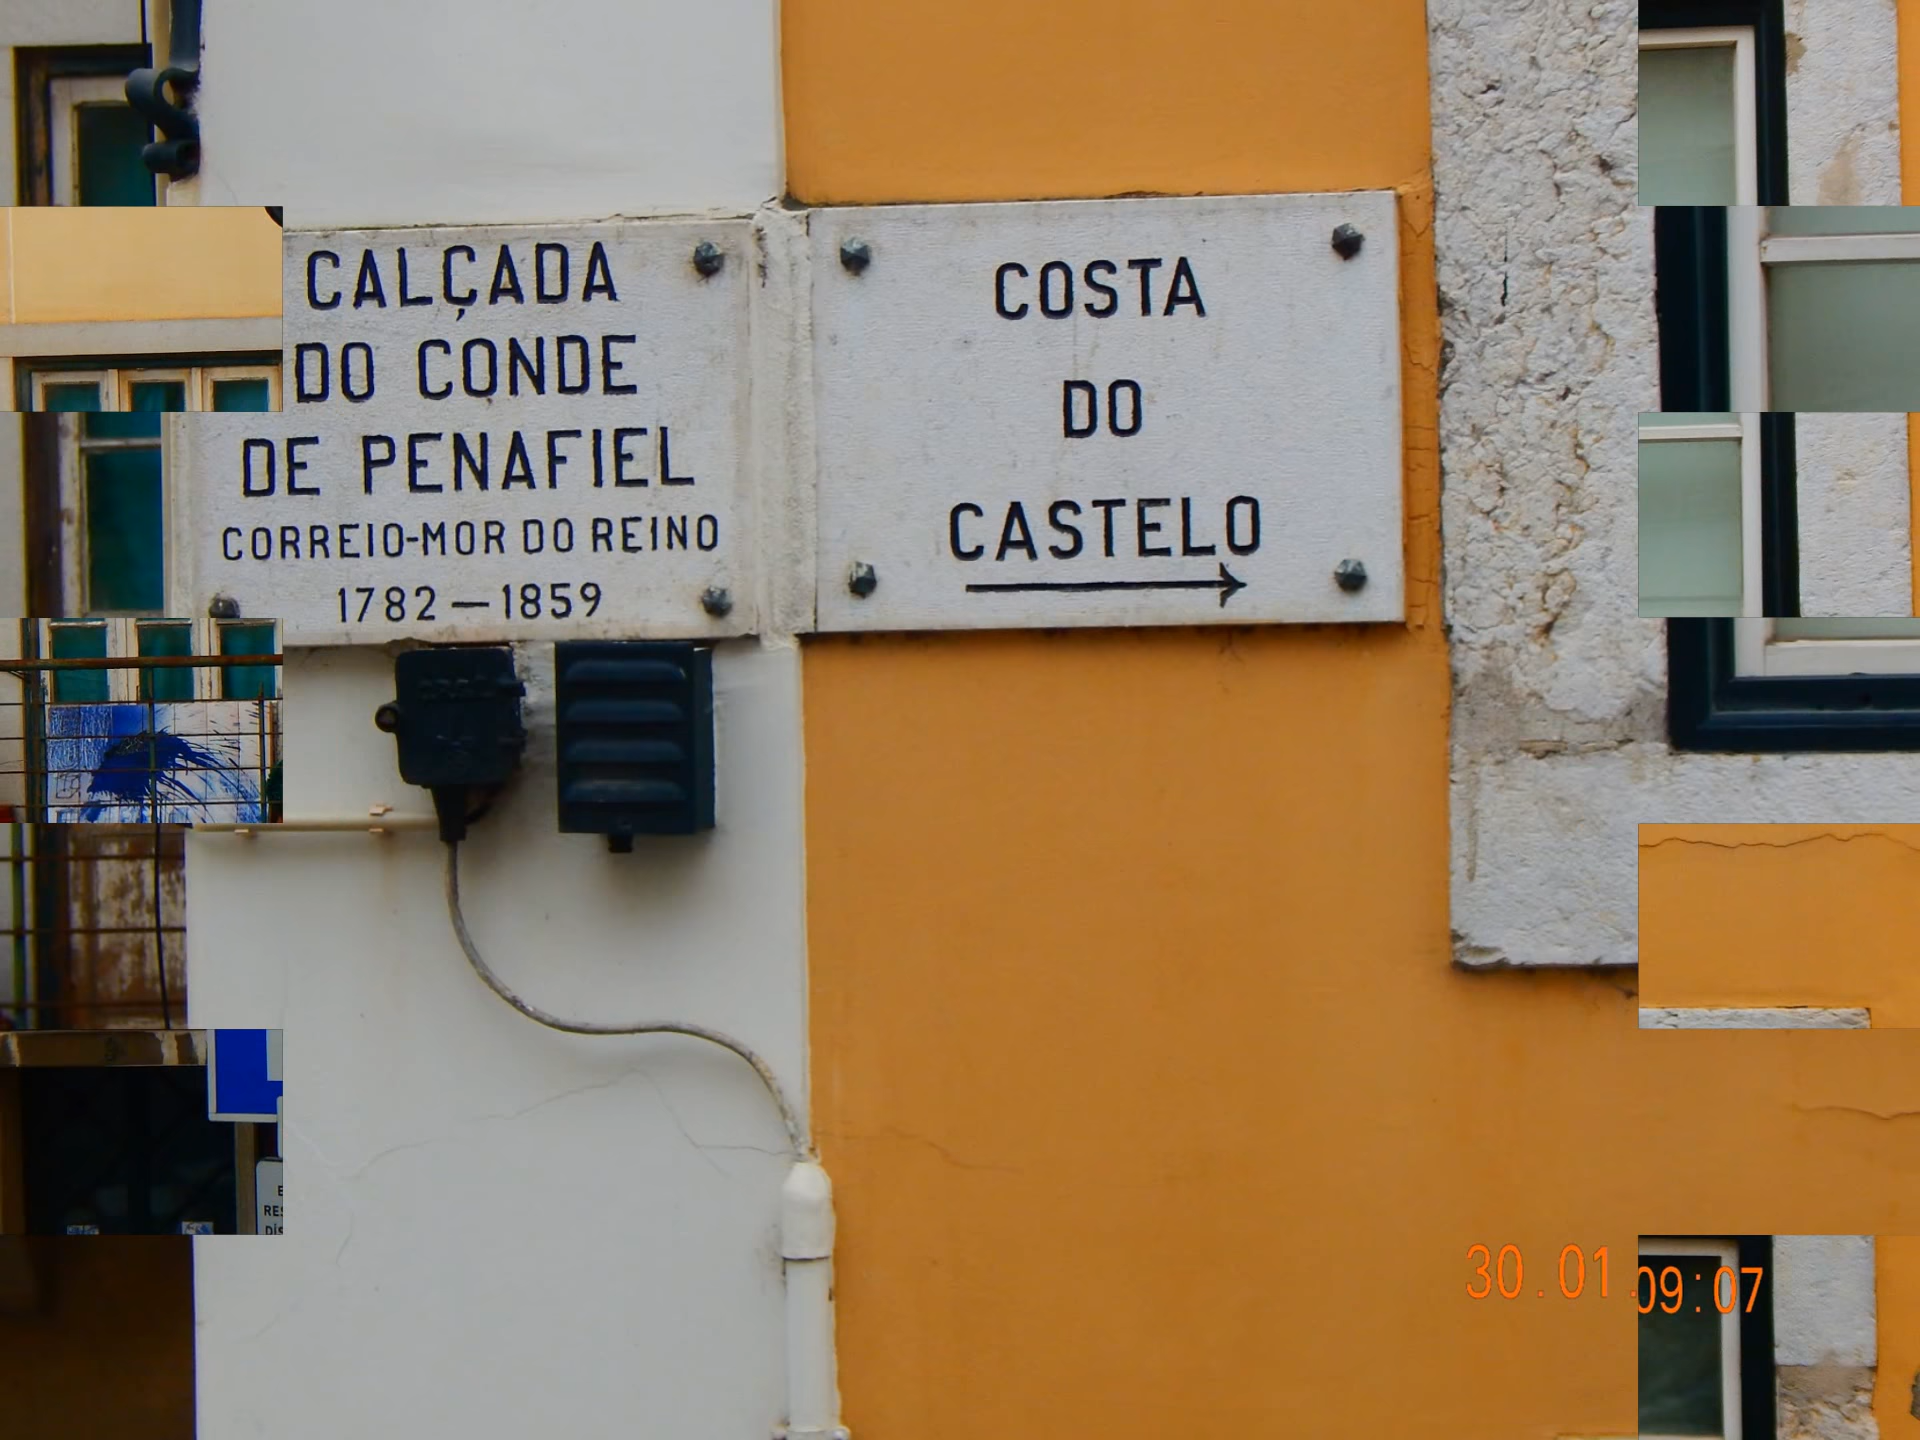 CALÇADA
DO CONDE
DE PENAFIEL
CORREIO-MOR DO REINO
1782 — 1859
COSTA
DO
CASTELO
30.01.
09:07